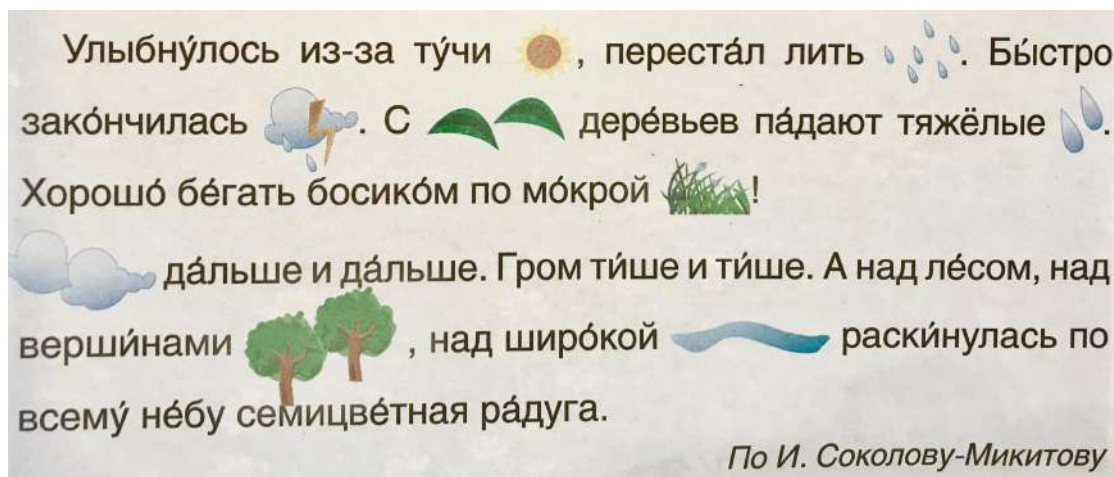 Улыбну́лось из-за ту́чи , переста́л лить . Бы́стро
зако́нчилась . С дере́вьев па́дают тяжёлые .
Хорошо́ бе́гать босико́м по мо́крой !
да́льше и да́льше. Гром ти́ше и ти́ше. А над ле́сом, над
верши́нами , над широ́кой раски́нулась по
всему́ не́бу семицве́тная ра́дуга.
По И. Соколову-Микитову